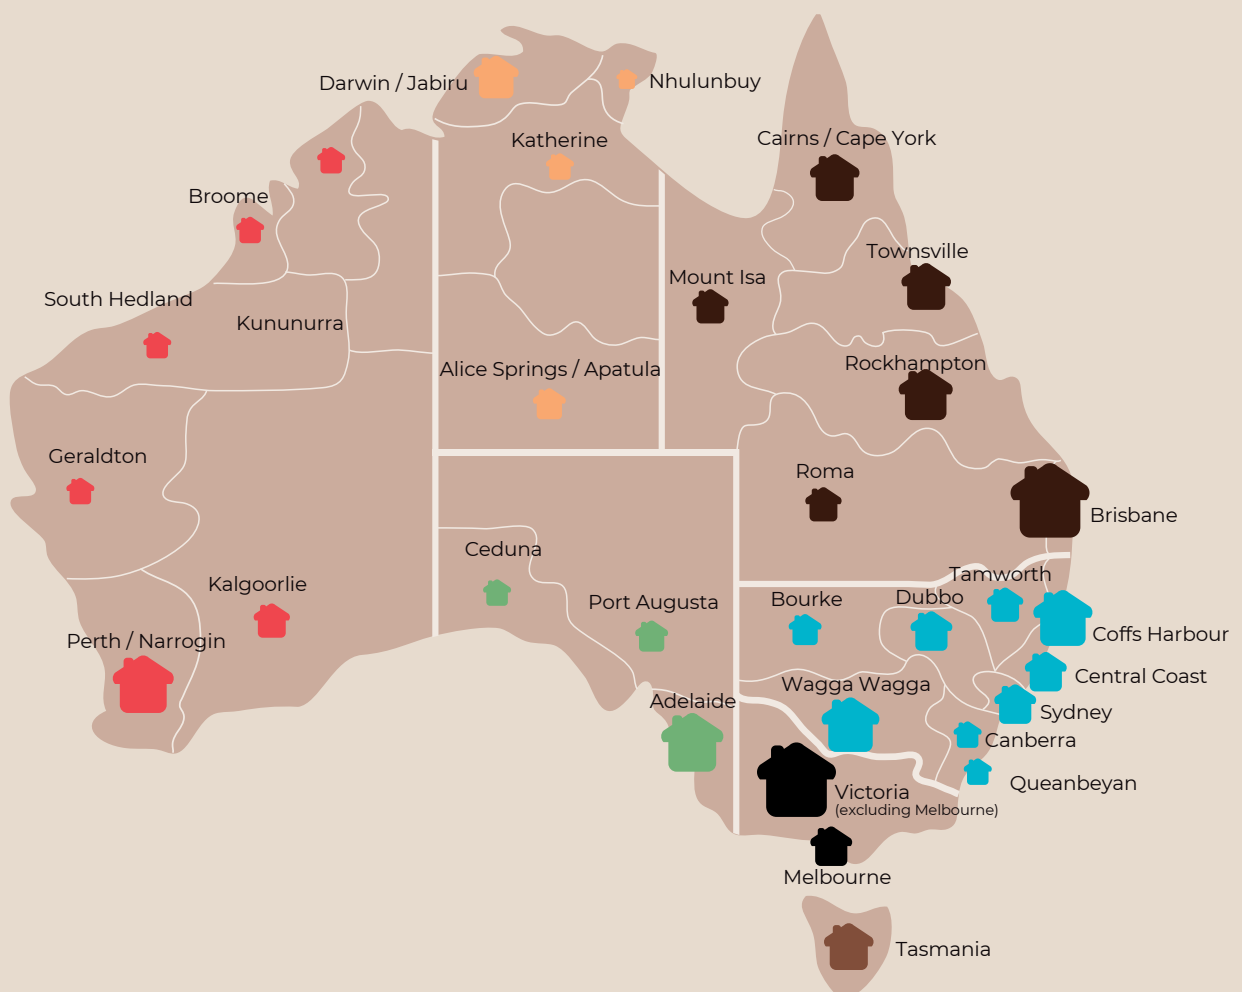 Darwin / Jabiru
Nhulunbuy
Katherine
Cairns / Cape York
Broome
Townsville
Mount Isa
South Hedland
Kununurra
Rockhampton
Alice Springs / Apatula
Geraldton
Roma
Brisbane
Ceduna
Tamworth
Kalgoorlie
Dubbo
Bourke
Port Augusta
Coffs Harbour
Perth / Narrogin
Central Coast
Wagga Wagga
Adelaide
Sydney
Canberra
Queanbeyan
Victoria
(excluding Melbourne)
Melbourne
Tasmania